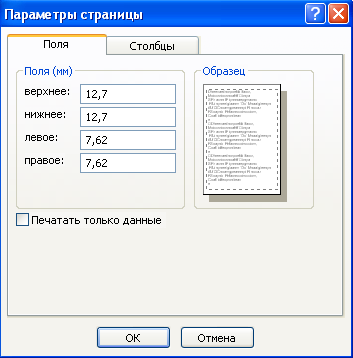 Параметры страницы
Поля
Столбцы
Поля (мм)
Образец
верхнее: 12,7
нижнее: 12,7
левое: 7,62
правое: 7,62
Печатать только данные
ОК
Отмена